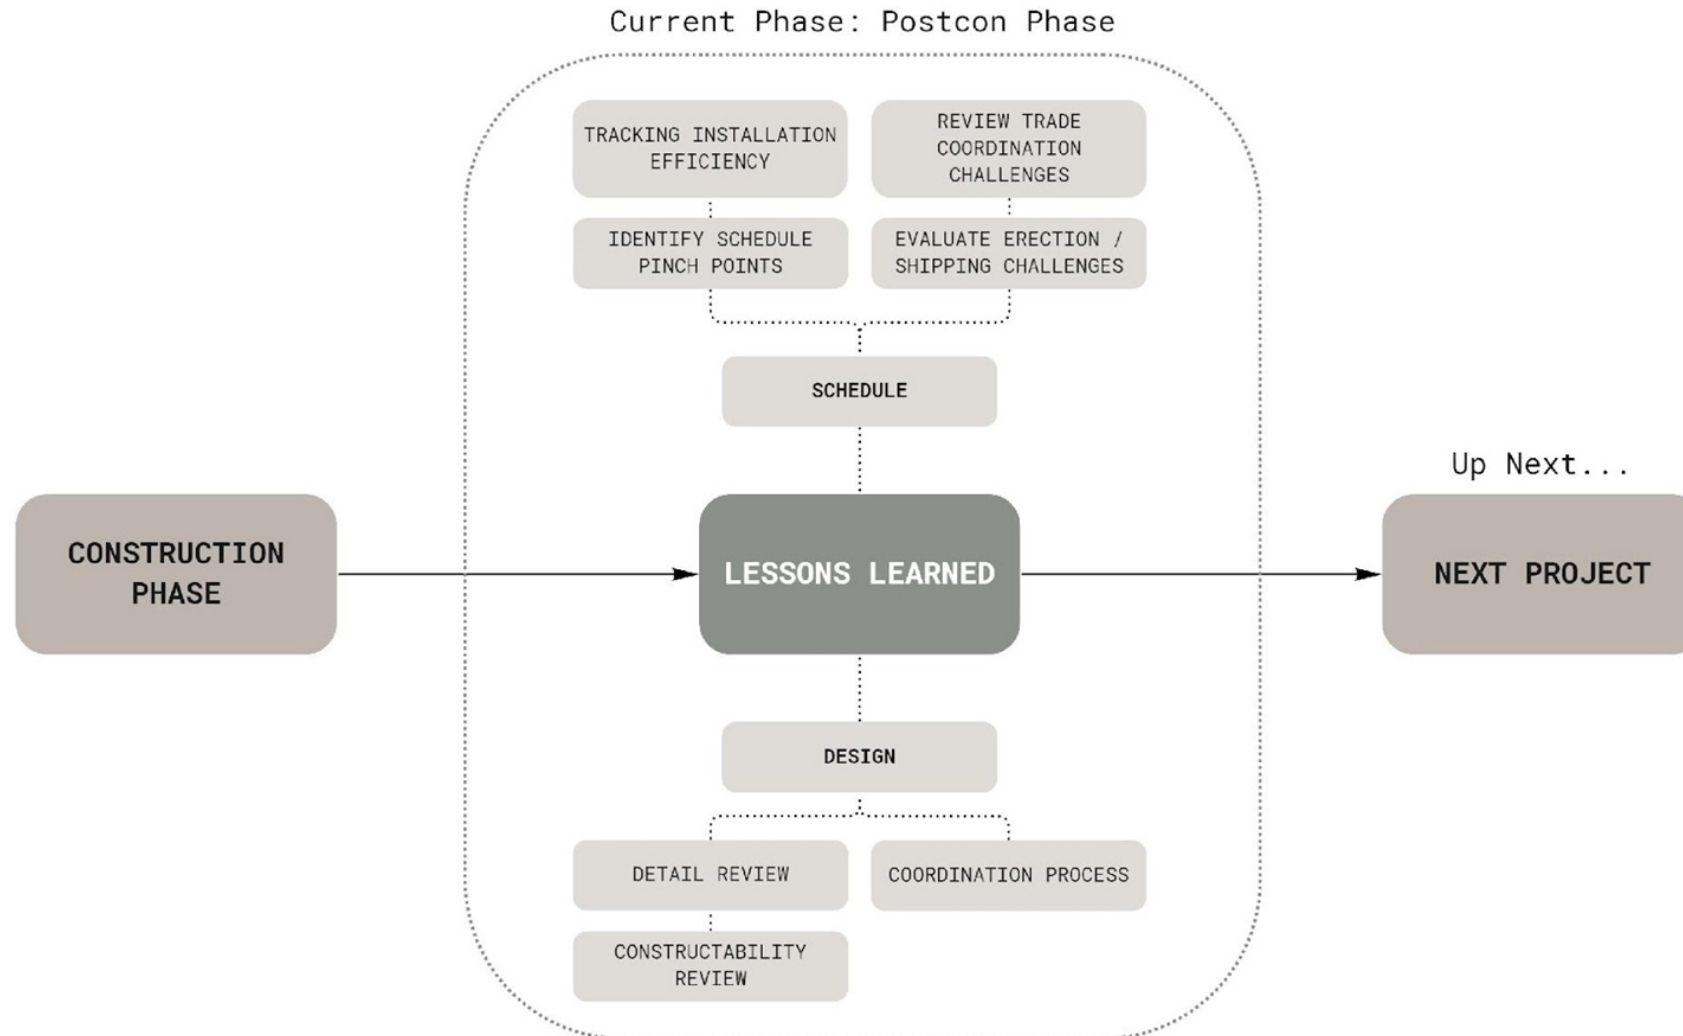 Current Phase: Postcon Phase
TRACKING INSTALLATION
EFFICIENCY
REVIEW TRADE
COORDINATION
CHALLENGES
IDENTIFY SCHEDULE
PINCH POINTS
EVALUATE ERECTION /
SHIPPING CHALLENGES
SCHEDULE
CONSTRUCTION
PHASE
LESSONS LEARNED
Up Next...
NEXT PROJECT
DESIGN
DETAIL REVIEW
COORDINATION PROCESS
CONSTRUCTABILITY
REVIEW